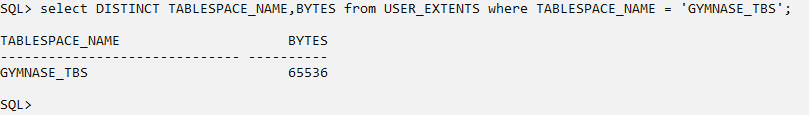 SQL> select DISTINCT TABLESPACE_NAME,BYTES from USER_EXTENTS where TABLESPACE_NAME = 'GYMNASE_TBS';
TABLESPACE_NAME                     BYTES
------------------------------ ----------
GYMNASE_TBS                         65536
SQL>